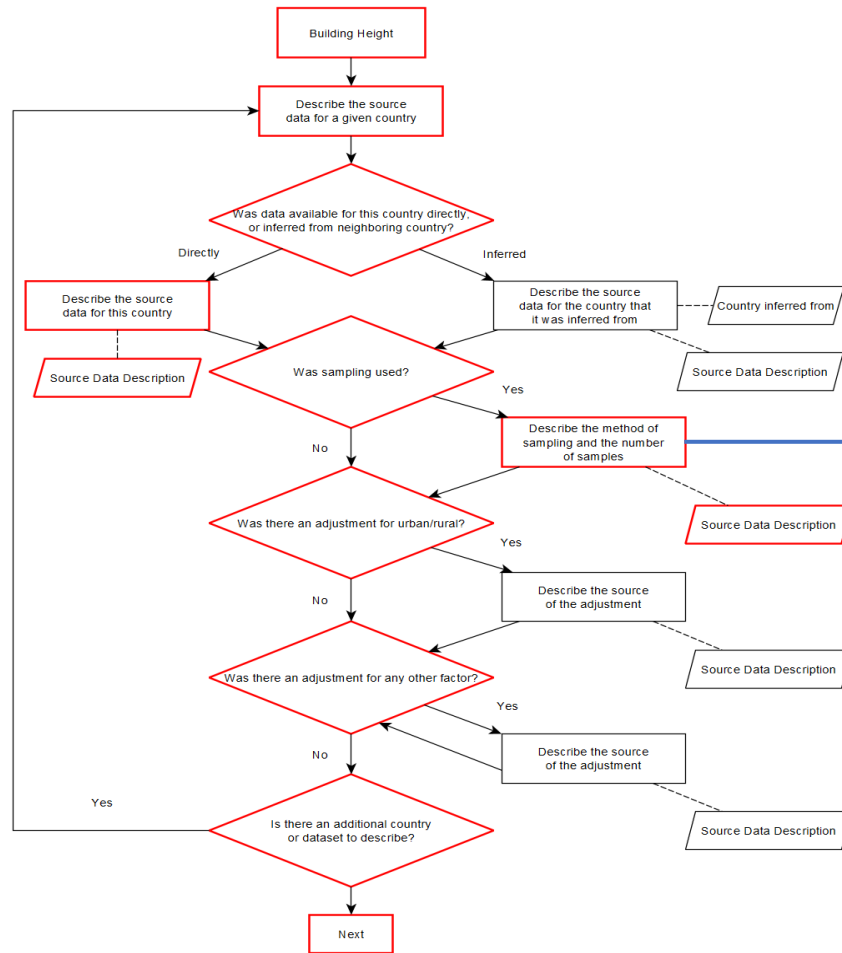 Building Height
Describe the source
data for a given country
Was data available for this country directly,
or inferred from neighboring country?
Directly
Inferred
Describe the source
data for this country
Describe the source
data for the country that
it was inferred from
Country inferred from
Source Data Description
Source Data Description
Was sampling used?
Yes
No
Describe the method of
sampling and the number
of samples
Source Data Description
Was there an adjustment for urban/rural?
Yes
No
Describe the source
of the adjustment
Source Data Description
Was there an adjustment for any other factor?
Yes
No
Describe the source
of the adjustment
Source Data Description
Yes
Is there an additional country
or dataset to describe?
Next